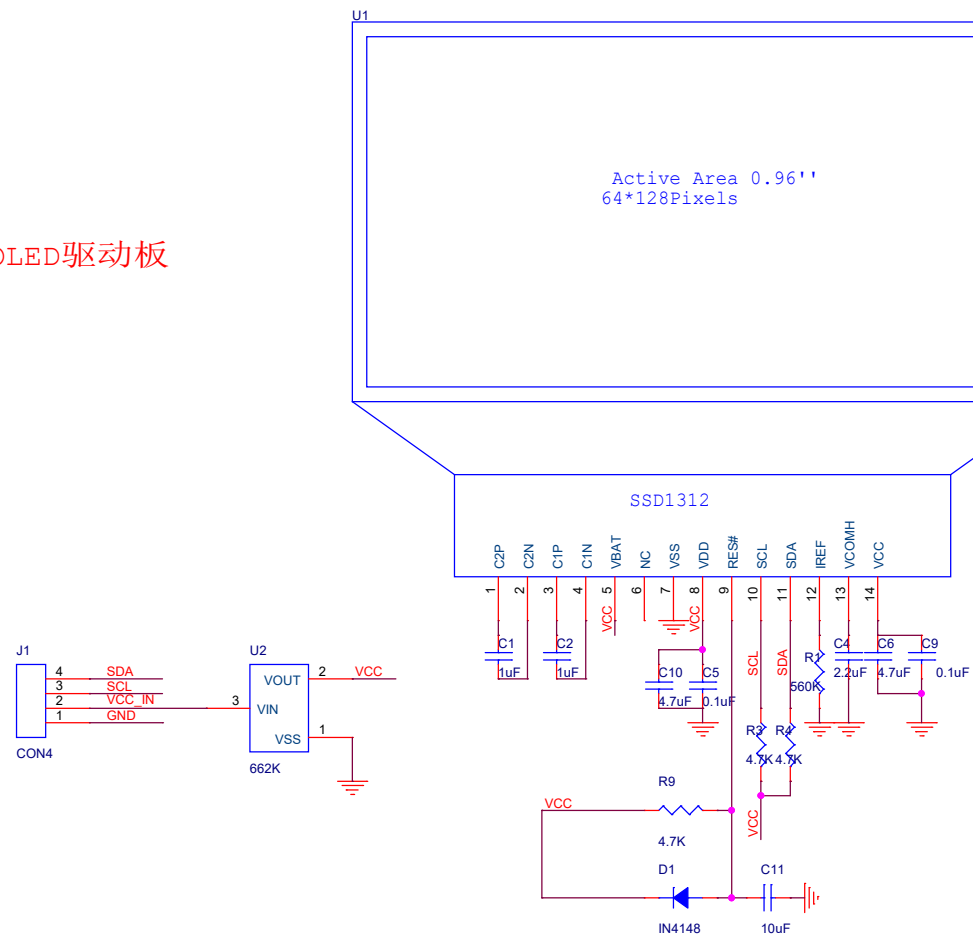 U1
Active Area 0.96''
64*128Pixels
OLED驱动板
SSD1312
C2P
C2N
C1P
C1N
VBAT
NC
VSS
VDD
RES#
SCL
SDA
IREF
VCOMH
VCC
1
2
3
4
5
6
7
8
9
10
11
12
13
14
VCC
VCC
C1
1uF
C2
1uF
C10
4.7uF
C5
0.1uF
SCL
SDA
R1
560K
C4
2.2uF
C6
4.7uF
C9
0.1uF
J1
4 SDA
3 SCL
2 VCC_IN
1 GND
CON4
U2
VOUT 2 VCC
3 VIN
VSS 1
662K
R3
4.7K
R4
4.7K
VCC
R9
VCC
4.7K
D1
IN4148
C11
10uF